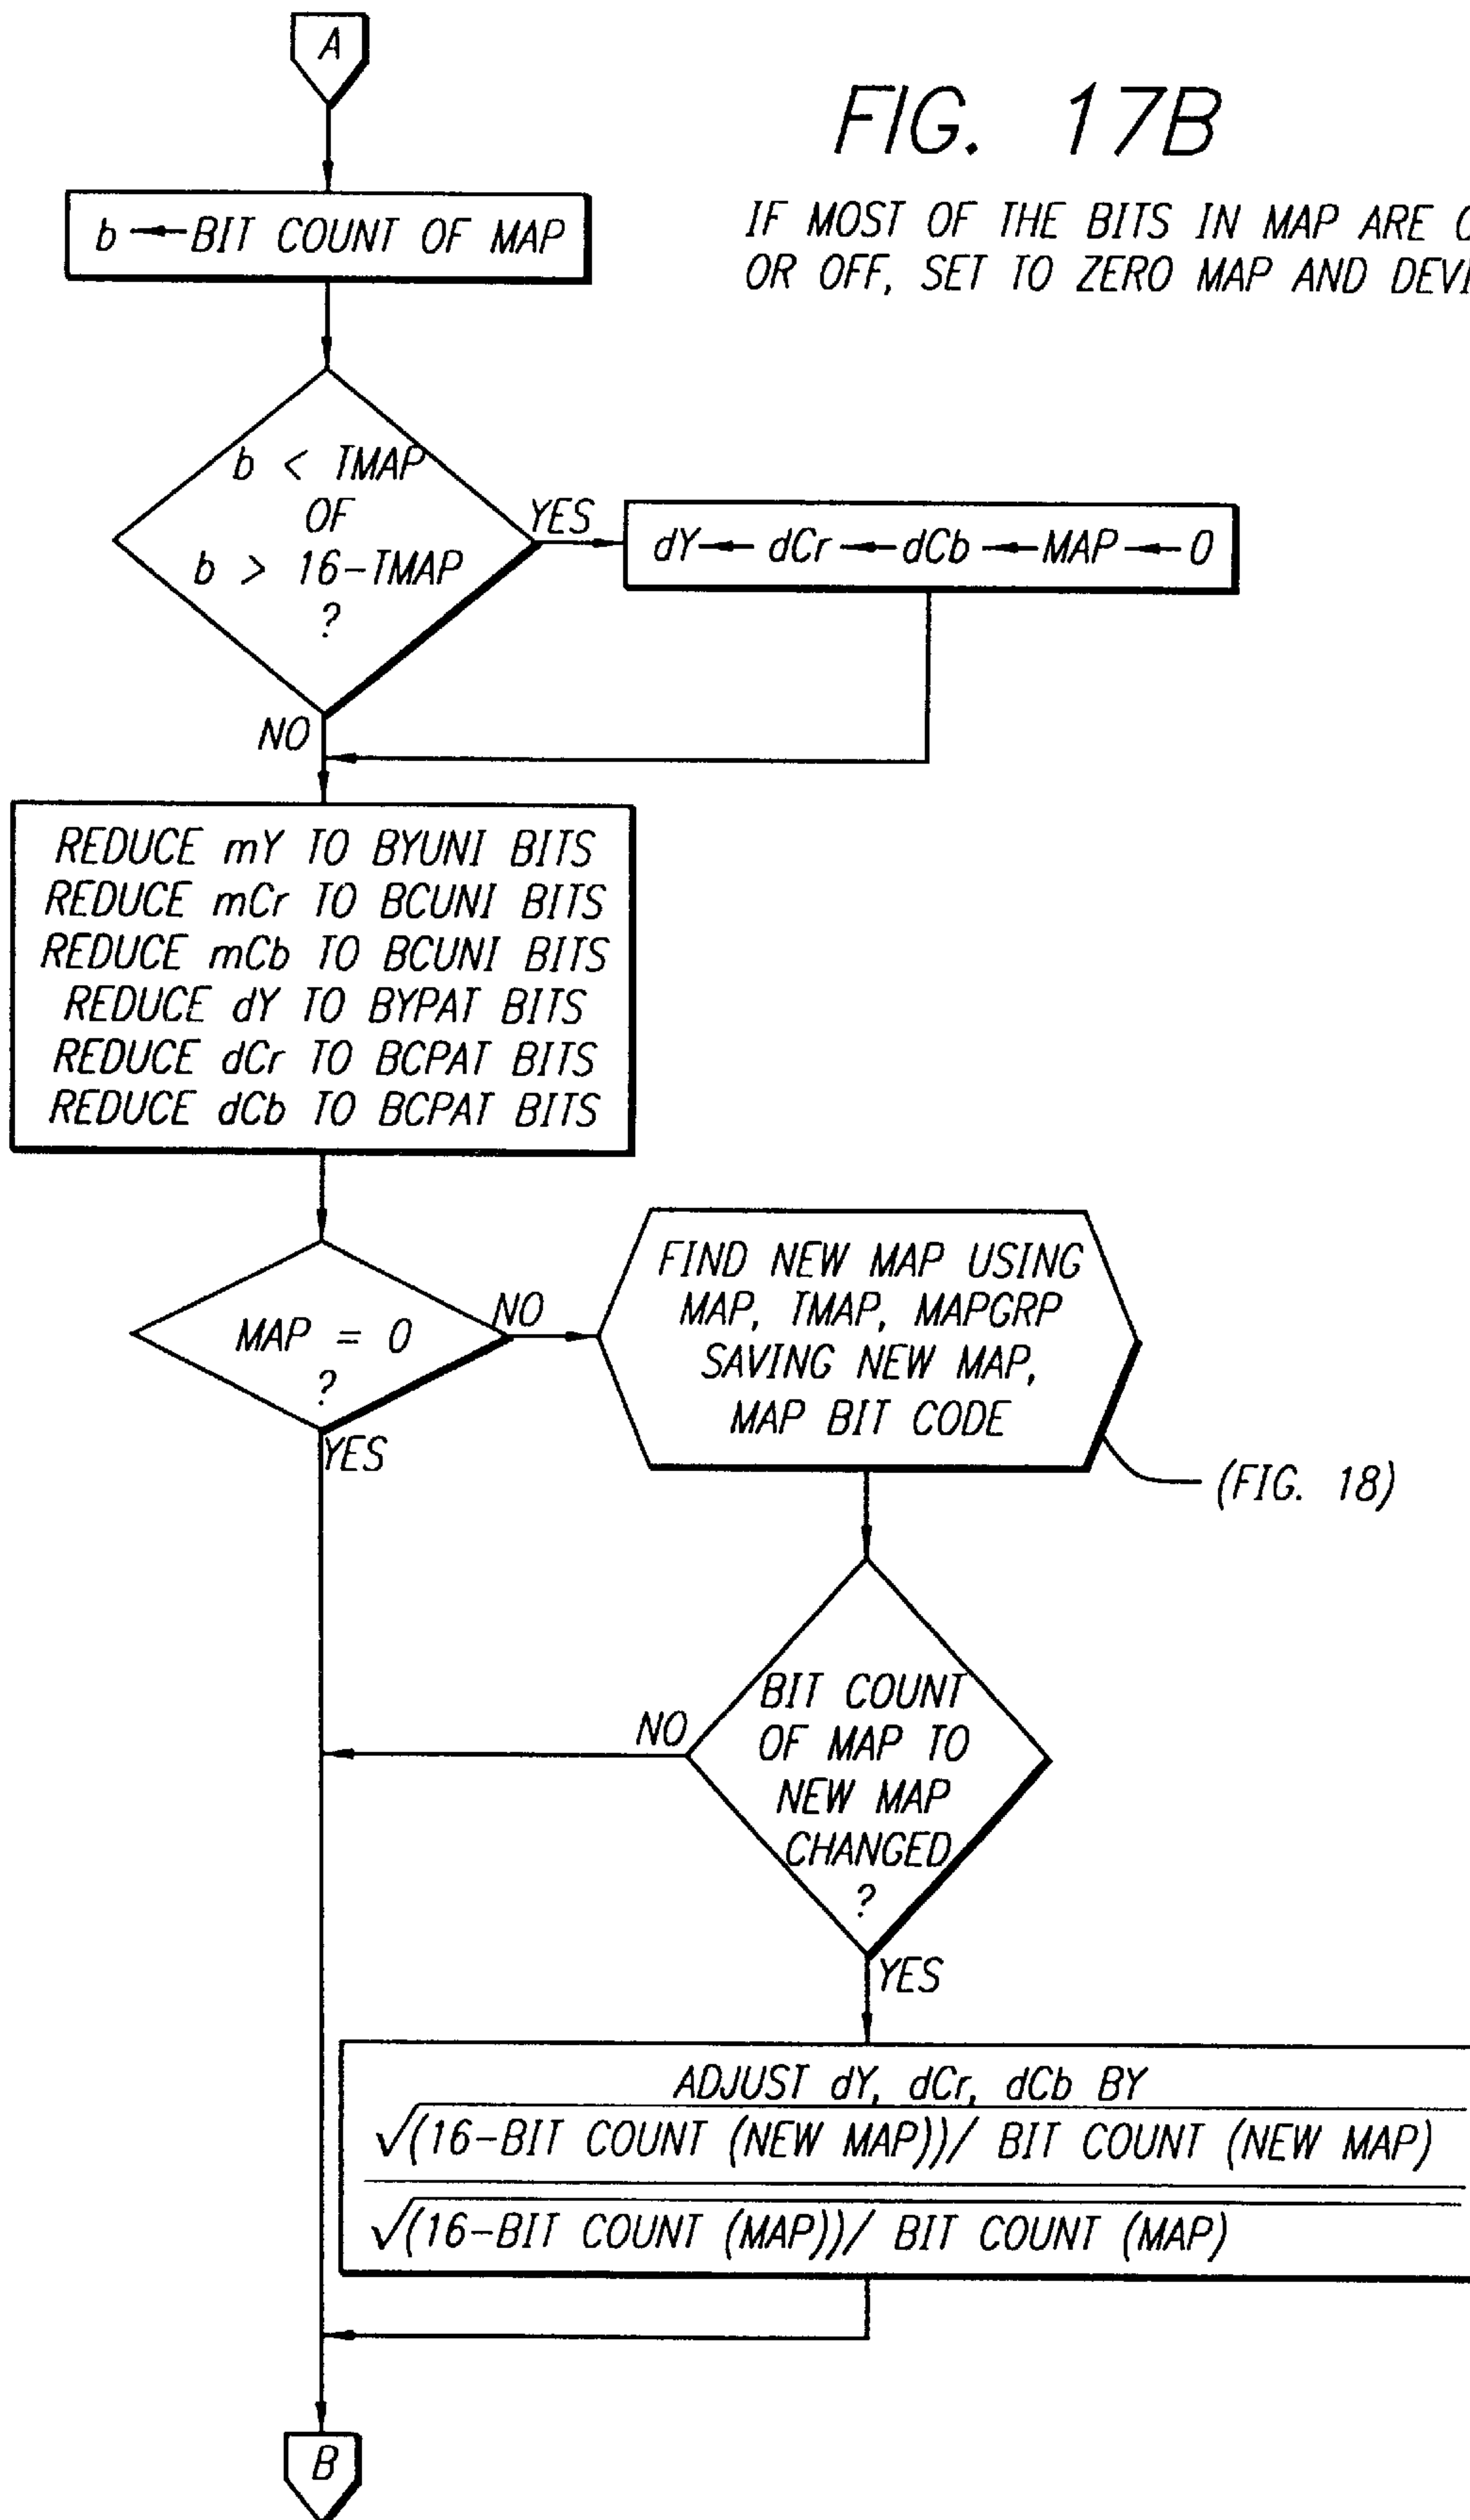 A
FIG. 17B
b ← BIT COUNT OF MAP
IF MOST OF THE BITS IN MAP ARE
OR OFF, SET TO ZERO MAP AND
b < TMAP
OF
b > 16-TMAP
?
YES
dY ← dCr ← dCb ← MAP ← 0
NO
REDUCE mY TO BYUNI BITS
REDUCE mCr TO BCUNI BITS
REDUCE mCb TO BCUNI BITS
REDUCE dY TO BYPAT BITS
REDUCE dCr TO BCPAT BITS
REDUCE dCb TO BCPAT BITS
MAP = 0
?
NO
YES
FIND NEW MAP USING
MAP, TMAP, MAPGRP
SAVING NEW MAP,
MAP BIT CODE
(FIG. 18)
BIT COUNT
OF MAP TO
NEW MAP
CHANGED
?
NO
YES
ADJUST dY, dCr, dCb BY
√(16-BIT COUNT (NEW MAP))/ BIT COUNT (NEW MAP)
√(16-BIT COUNT (MAP))/ BIT COUNT (MAP)
B